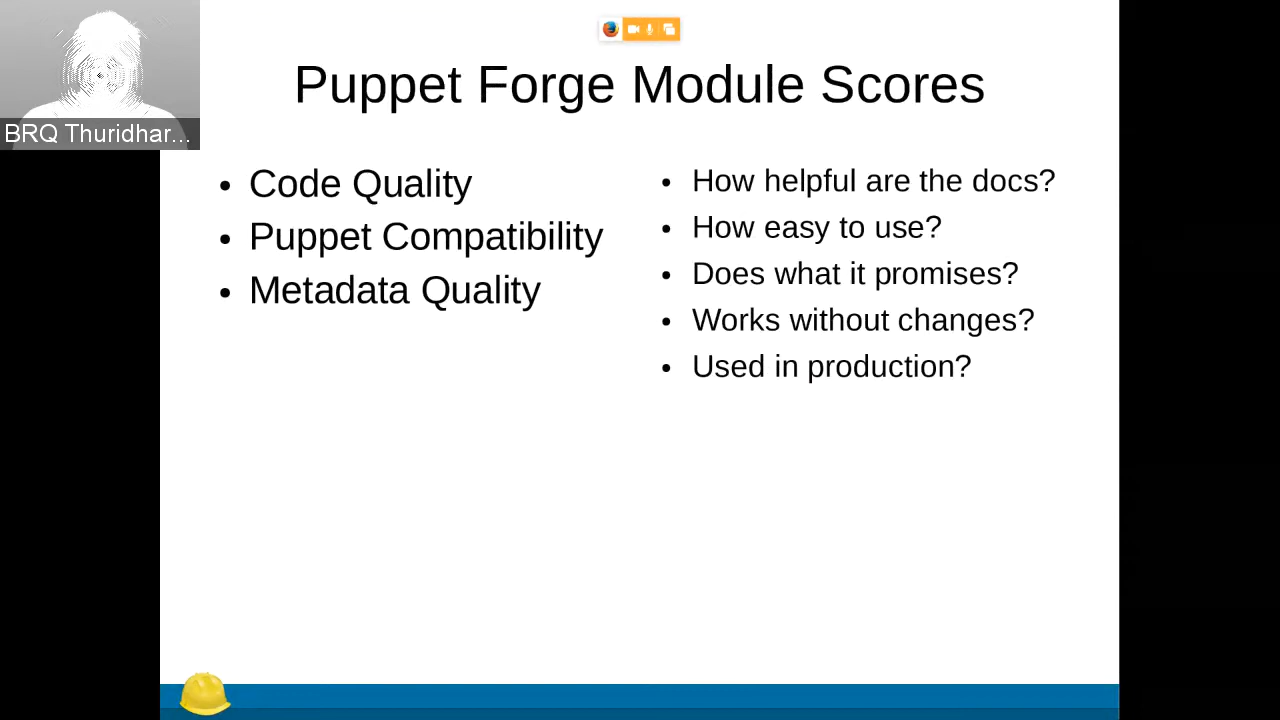 BRQ Thuridhar...
Puppet Forge Module Scores
• Code Quality
• Puppet Compatibility
• Metadata Quality
• How helpful are the docs?
• How easy to use?
• Does what it promises?
• Works without changes?
• Used in production?